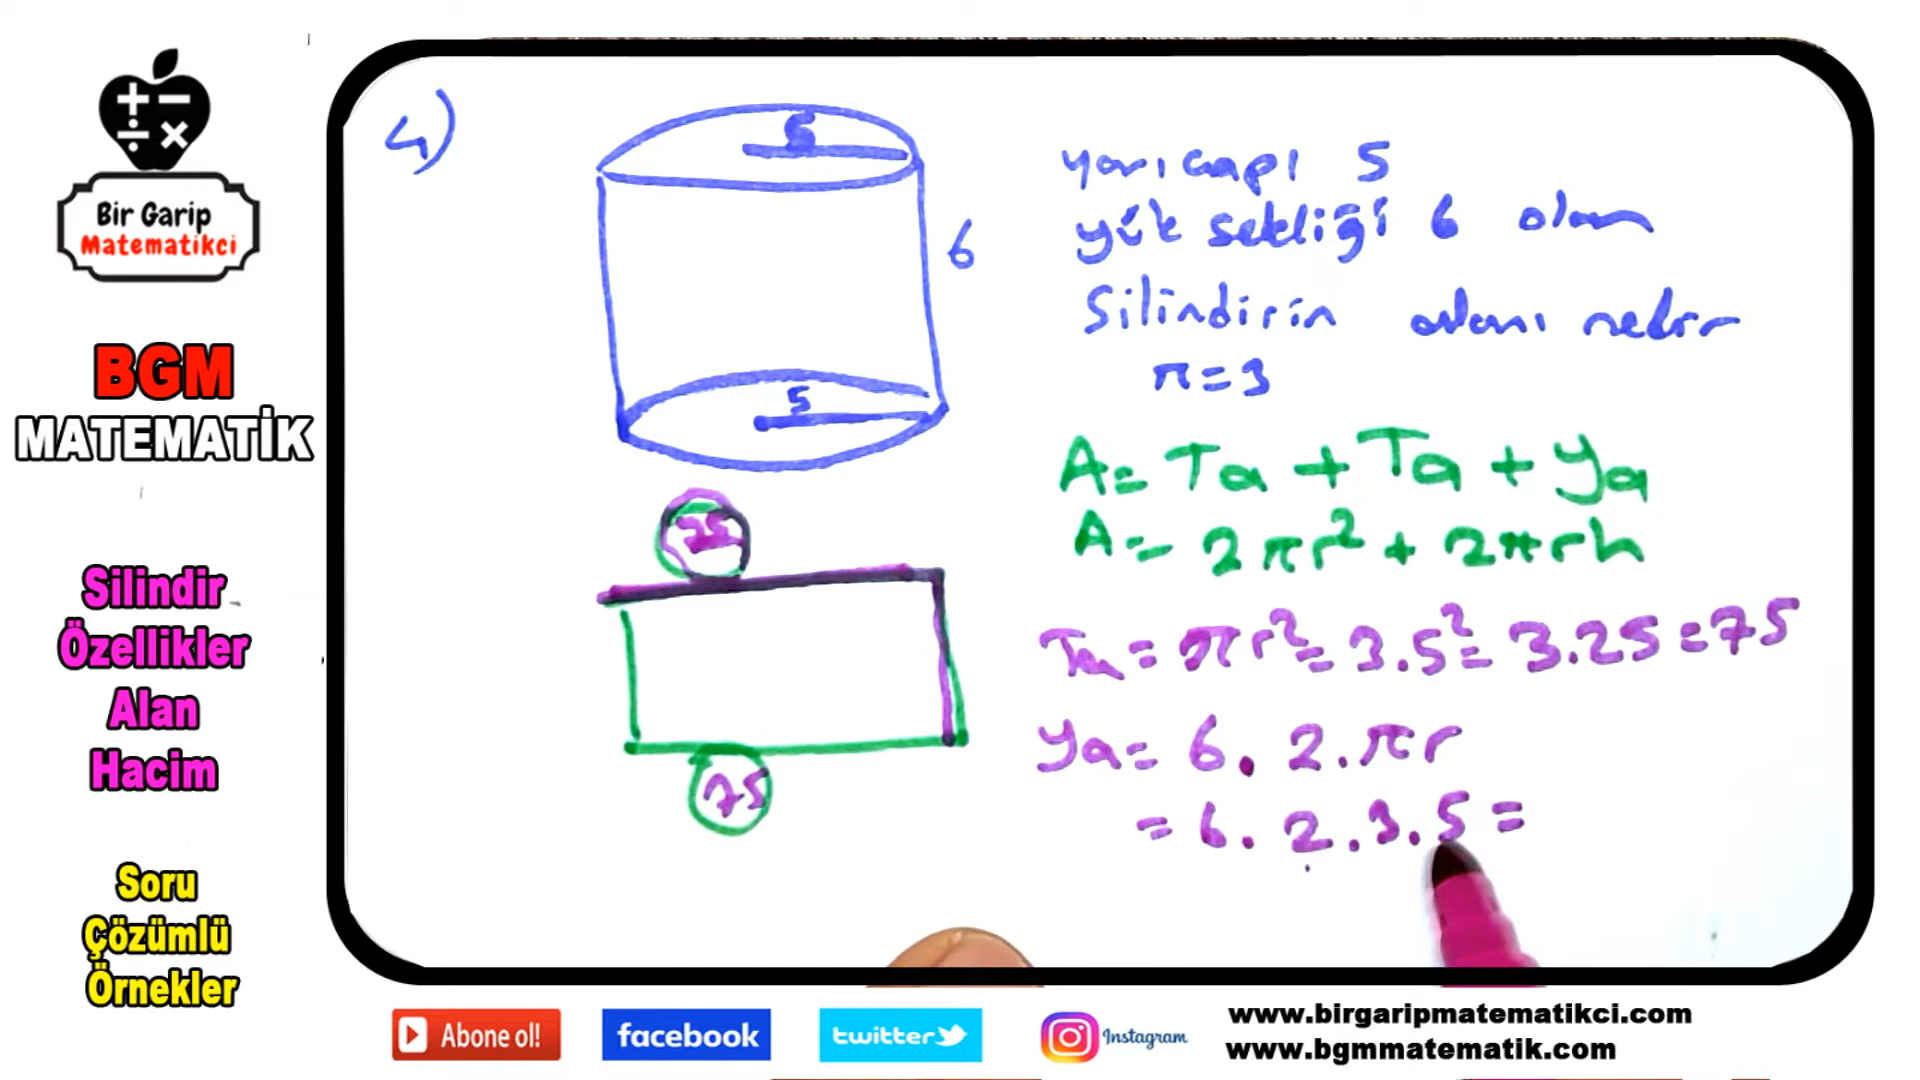 Bir Garip
Matematikci
BGM
MATEMATİK
Silindir
Özellikler
Alan
Hacim
Soru
Çözümlü
Örnekler
4)
5
6
5
75
75
yarıçapı 5
yüksekliği 6 olan
Silindirin alanı nedir
π=3
A= Ta + Ta + Ya
A= 2πr² + 2πrh
Ta = πr² = 3.5² = 3.25 = 75
Ya = 6 . 2 . πr
= 6 . 2 . 3 . 5 =
Abone ol!
facebook
twitter
Instagram
www.birgaripmatematikci.com
www.bgmmatematik.com